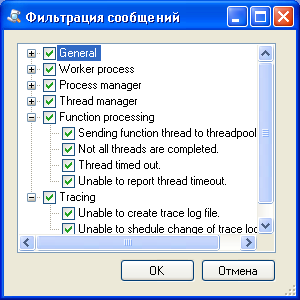 Фильтрация сообщений
General
Worker process
Process manager
Thread manager
Function processing
Sending function thread to threadpool
Not all threads are completed.
Thread timed out.
Unable to report thread timeout.
Tracing
Unable to create trace log file.
Unable to shedule change of trace log
OK
Отмена